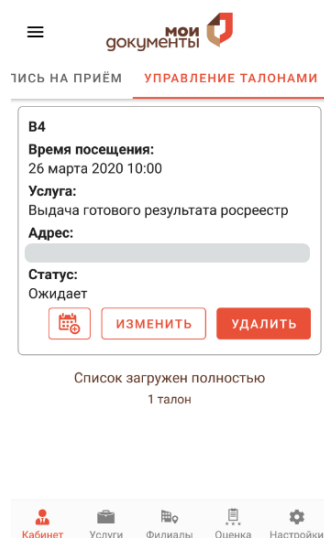 мои
документы
ПИСЬ НА ПРИЁМ УПРАВЛЕНИЕ ТАЛОНАМИ
В4
Время посещения:
26 марта 2020 10:00
Услуга:
Выдача готового результата росреестр
Адрес:
Статус:
Ожидает
ИЗМЕНИТЬ УДАЛИТЬ
Список загружен полностью
1 талон
Кабинет Услуги Филиалы Оценка Настройки